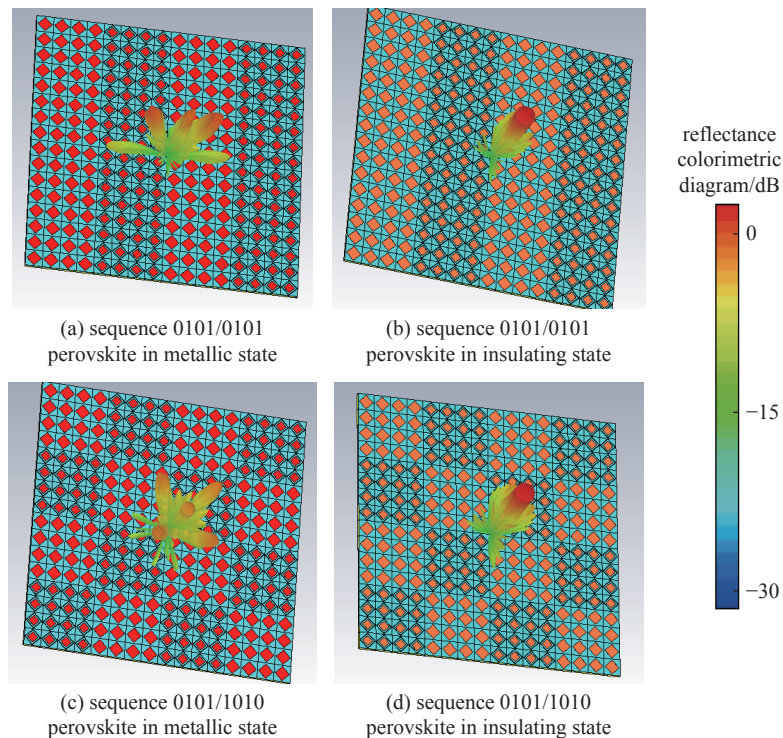 (a) sequence 0101/0101
perovskite in metallic state
(b) sequence 0101/0101
perovskite in insulating state
(c) sequence 0101/1010
perovskite in metallic state
(d) sequence 0101/1010
perovskite in insulating state
reflectance
colorimetric
diagram/dB
0
−15
−30